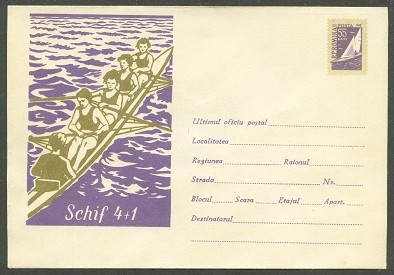 R.P.ROMINA POSTA
55
BANI
Ultimul oficiu poștal
Localitatea
Regiunea Raionul
Strada Nr.
Blocul Scara Etajul Apart.
Destinatarul
Schif 4+1